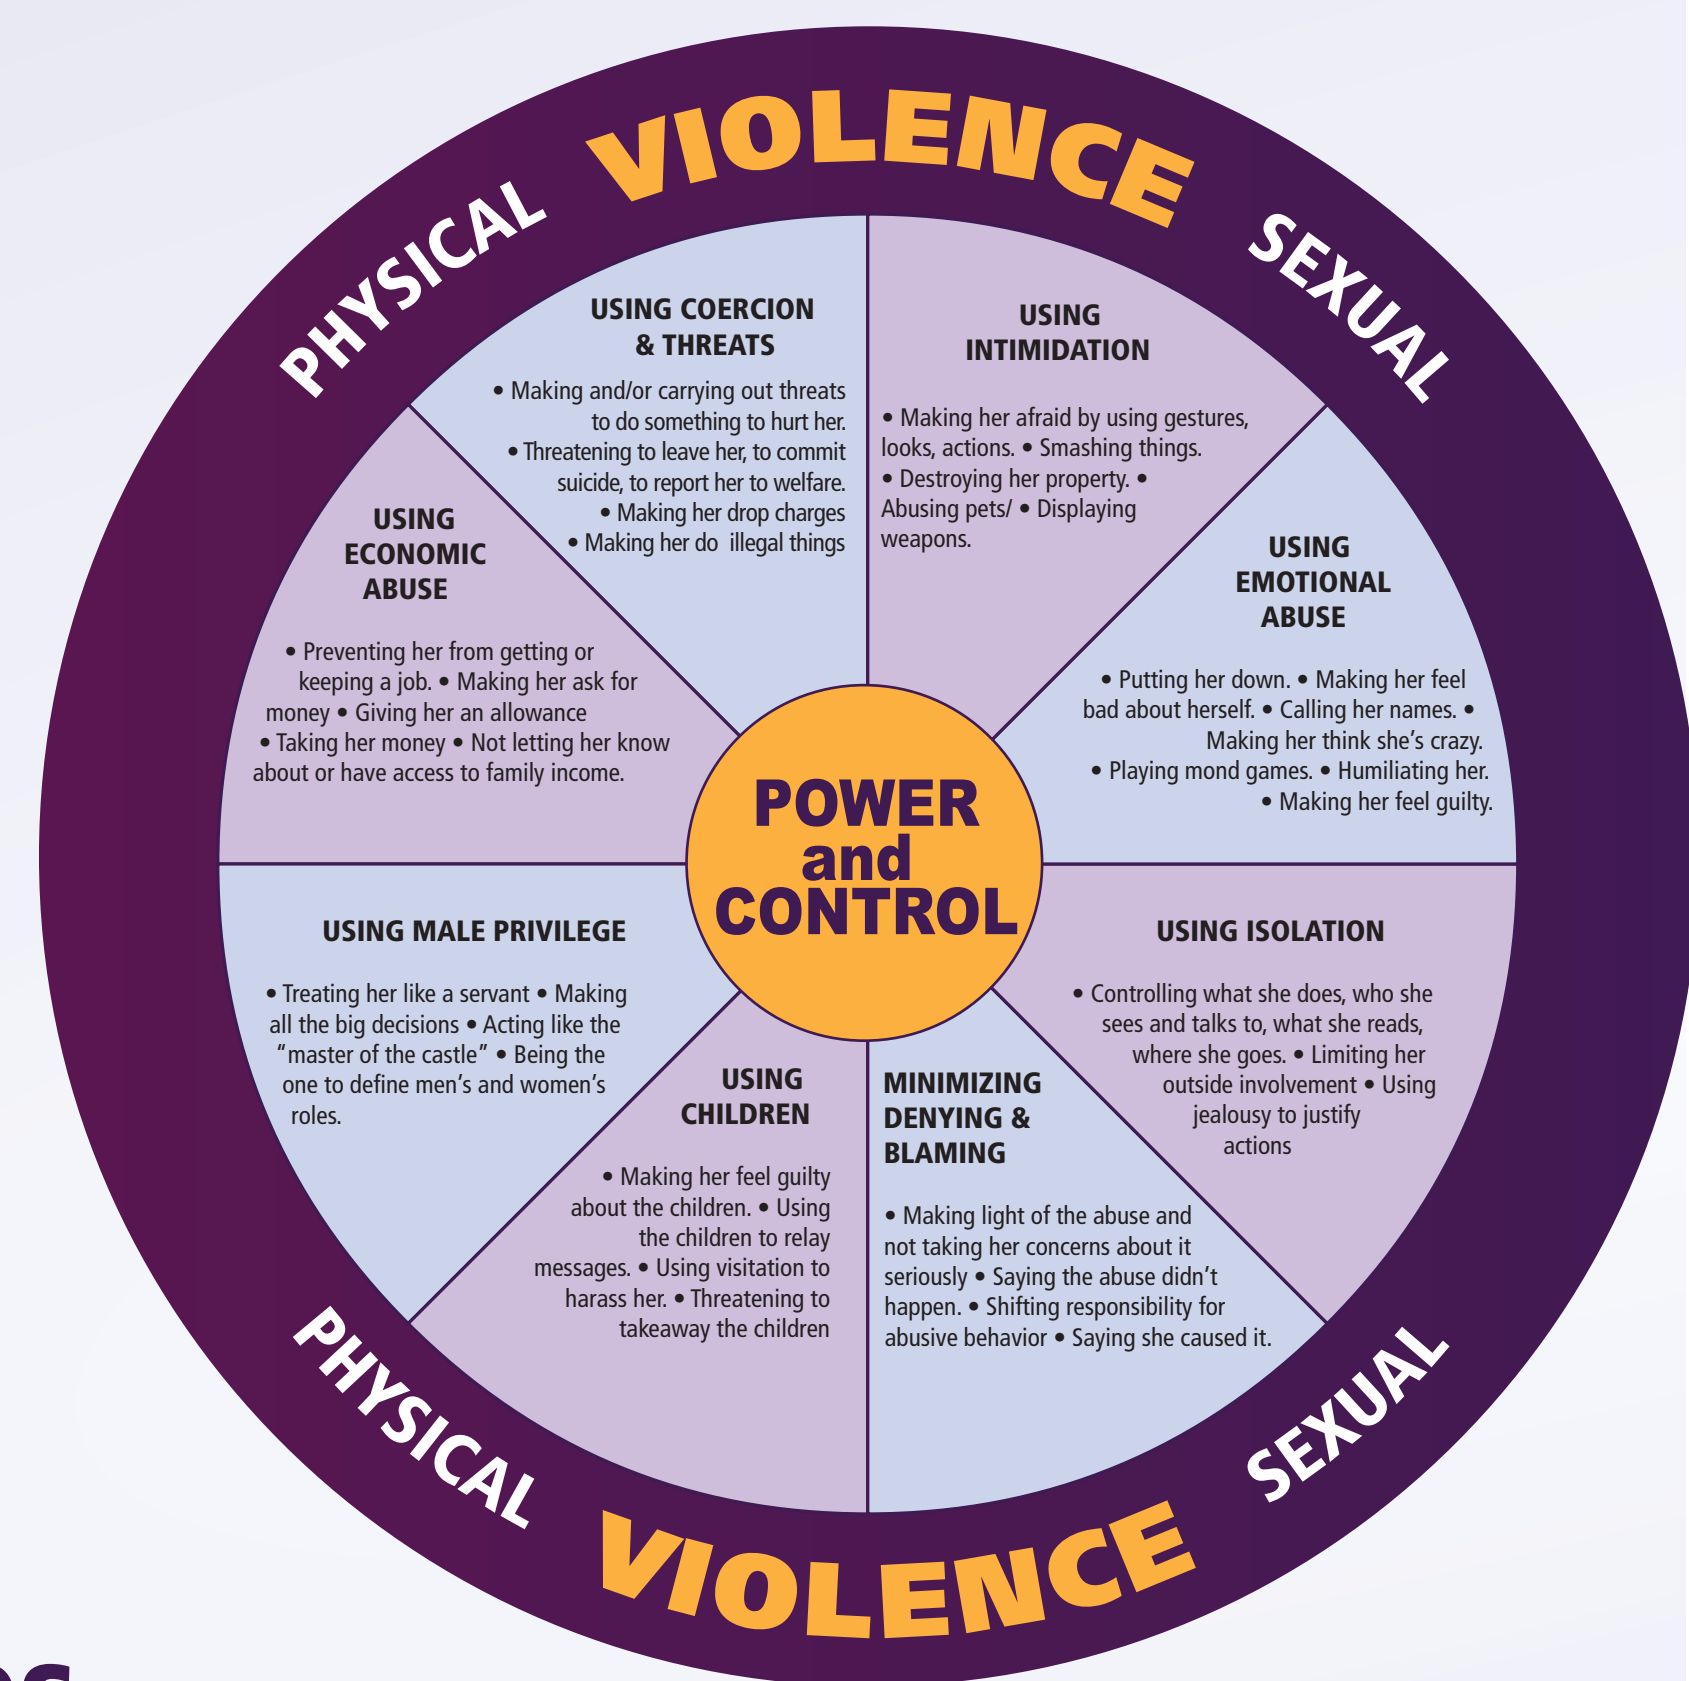 VIOLENCE
PHYSICAL
SEXUAL
USING COERCION
& THREATS
• Making and/or carrying out threats
to do something to hurt her.
• Threatening to leave her, to commit
suicide, to report her to welfare.
• Making her drop charges
• Making her do illegal things
USING
INTIMIDATION
• Making her afraid by using gestures,
looks, actions. • Smashing things.
• Destroying her property. •
Abusing pets/ • Displaying
weapons.
USING
ECONOMIC
ABUSE
• Preventing her from getting or
keeping a job. • Making her ask for
money • Giving her an allowance
• Taking her money • Not letting her know
about or have access to family income.
USING
EMOTIONAL
ABUSE
• Putting her down. • Making her feel
bad about herself. • Calling her names. •
Making her think she's crazy.
• Playing mond games. • Humiliating her.
• Making her feel guilty.
POWER
and
CONTROL
USING MALE PRIVILEGE
• Treating her like a servant • Making
all the big decisions • Acting like the
"master of the castle" • Being the
one to define men's and women's
roles.
USING ISOLATION
• Controlling what she does, who she
sees and talks to, what she reads,
where she goes. • Limiting her
outside involvement • Using
jealousy to justify
actions
USING
CHILDREN
• Making her feel guilty
about the children. • Using
the children to relay
messages. • Using visitation to
harass her. • Threatening to
takeaway the children
MINIMIZING
DENYING &
BLAMING
• Making light of the abuse and
not taking her concerns about it
seriously • Saying the abuse didn't
happen. • Shifting responsibility for
abusive behavior • Saying she caused it.
PHYSICAL
SEXUAL
VIOLENCE